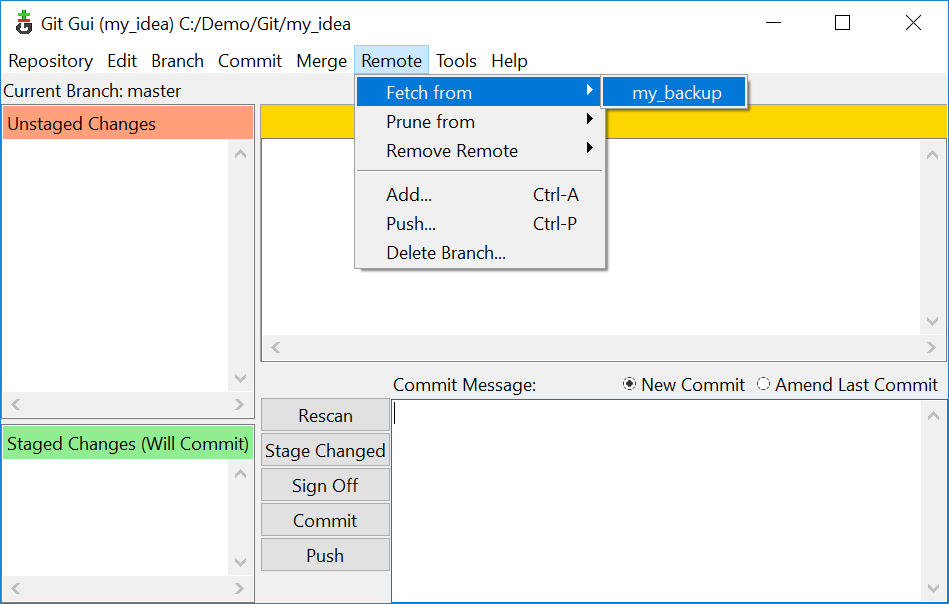 Git Gui (my_idea) C:/Demo/Git/my_idea
Repository Edit Branch Commit Merge Remote Tools Help
Current Branch: master
Fetch from
my_backup
Prune from
Remove Remote
Add... Ctrl-A
Push... Ctrl-P
Delete Branch...
Unstaged Changes
Staged Changes (Will Commit)
Commit Message:
New Commit
Amend Last Commit
Rescan
Stage Changed
Sign Off
Commit
Push